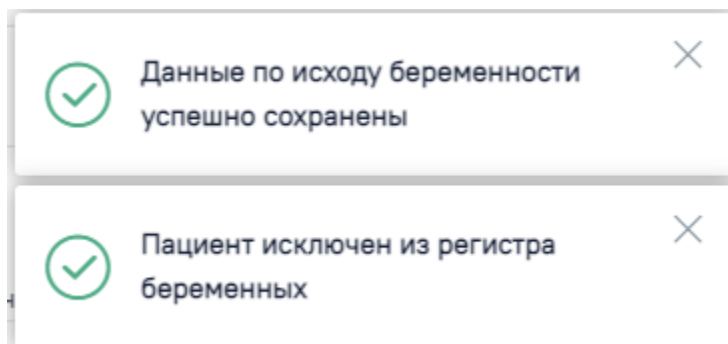 Данные по исходу беременности
успешно сохранены
Пациент исключен из регистра
беременных